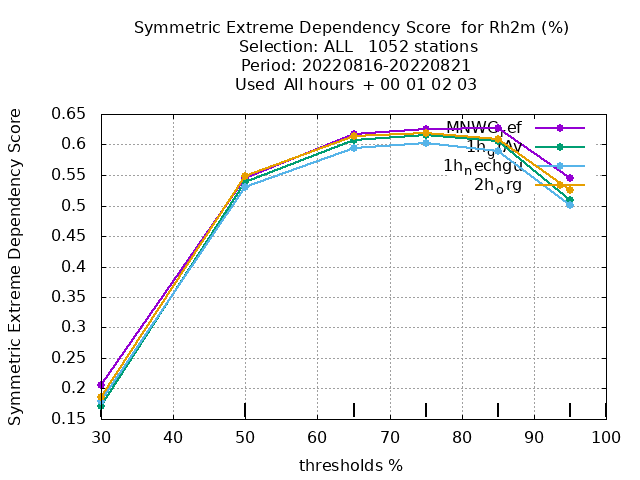 Symmetric Extreme Dependency Score for Rh2m (%)
Selection: ALL 1052 stations
Period: 20220816-20220821
Used All hours + 00 01 02 03
Symmetric Extreme Dependency Score
0.65
0.6
0.55
0.5
0.45
0.4
0.35
0.3
0.25
0.2
0.15
30 40 50 60 70 80 90 100
thresholds %
2h_org